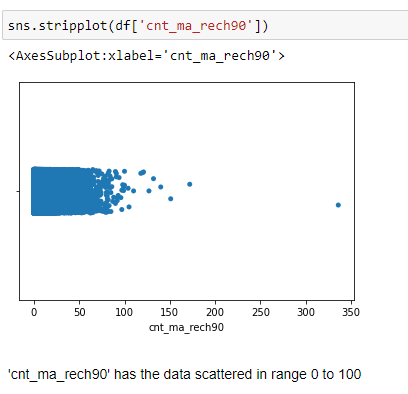 sns.stripplot(df['cnt_ma_rech90'])
<AxesSubplot:xlabel='cnt_ma_rech90'>
0 50 100 150 200 250 300 350
cnt_ma_rech90
'cnt_ma_rech90' has the data scattered in range 0 to 100